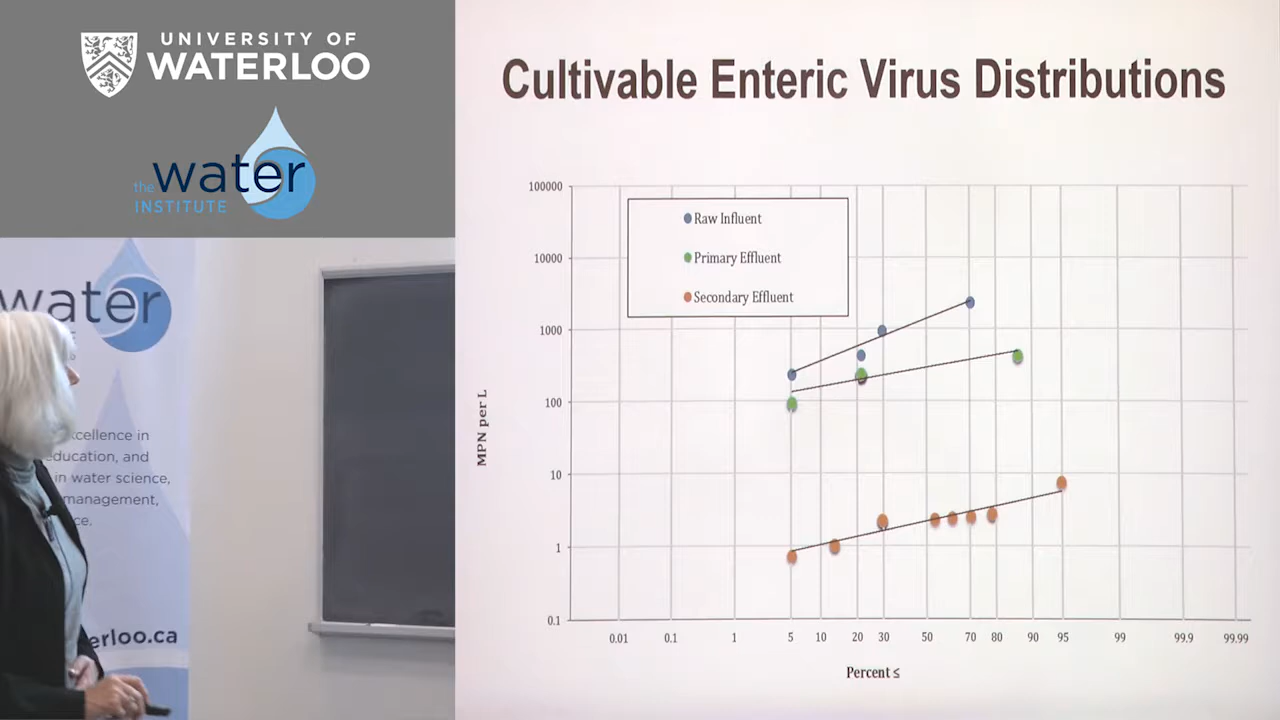 UNIVERSITY OF
WATERLOO
the water
INSTITUTE
water
excellence in
education, and
in water science,
management,
ce.
erloo.ca
Cultivable Enteric Virus Distributions
100000
10000
1000
100
10
1
0.1
MPN per L
Raw Influent
Primary Effluent
Secondary Effluent
0.01 0.1 1 5 10 20 30 50 70 80 90 95 99 99.9 99.99
Percent ≤